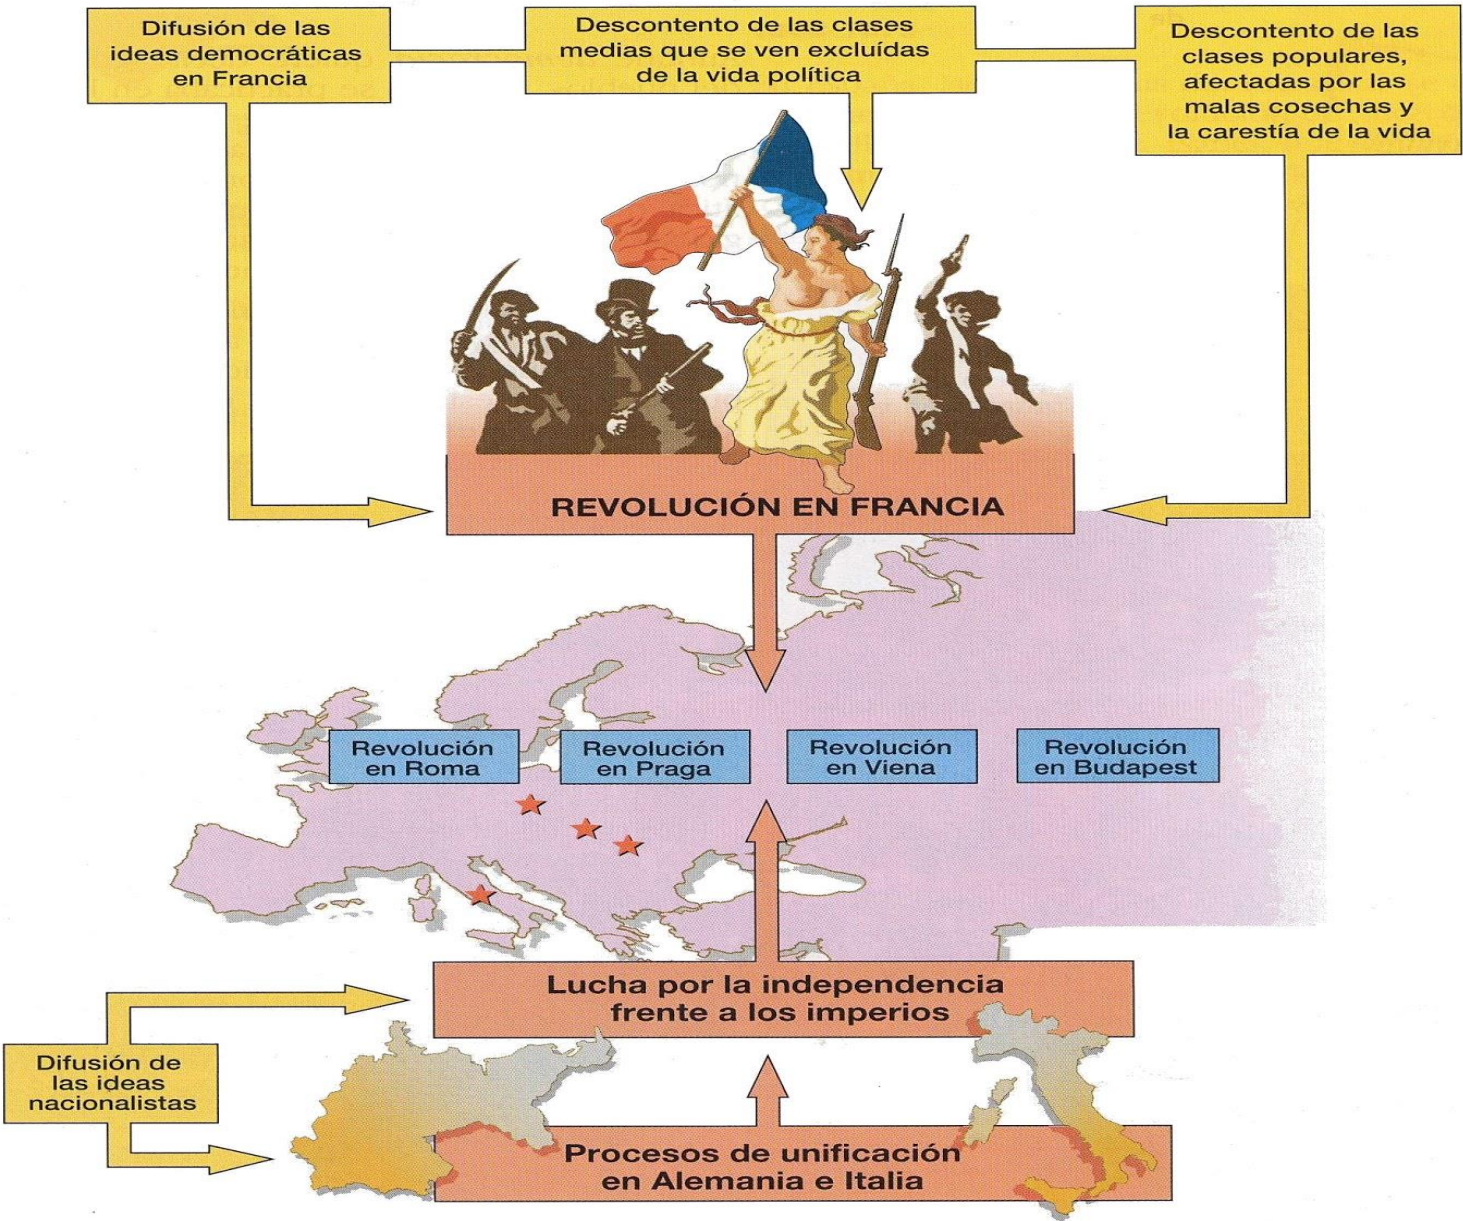 Difusión de las
ideas democráticas
en Francia
Descontento de las clases
medias que se ven excluídas
de la vida política
Descontento de las
clases populares,
afectadas por las
malas cosechas y
la carestía de la vida
REVOLUCIÓN EN FRANCIA
Revolución
en Roma
Revolución
en Praga
Revolución
en Viena
Revolución
en Budapest
Lucha por la independencia
frente a los imperios
Difusión de
las ideas
nacionalistas
Procesos de unificación
en Alemania e Italia